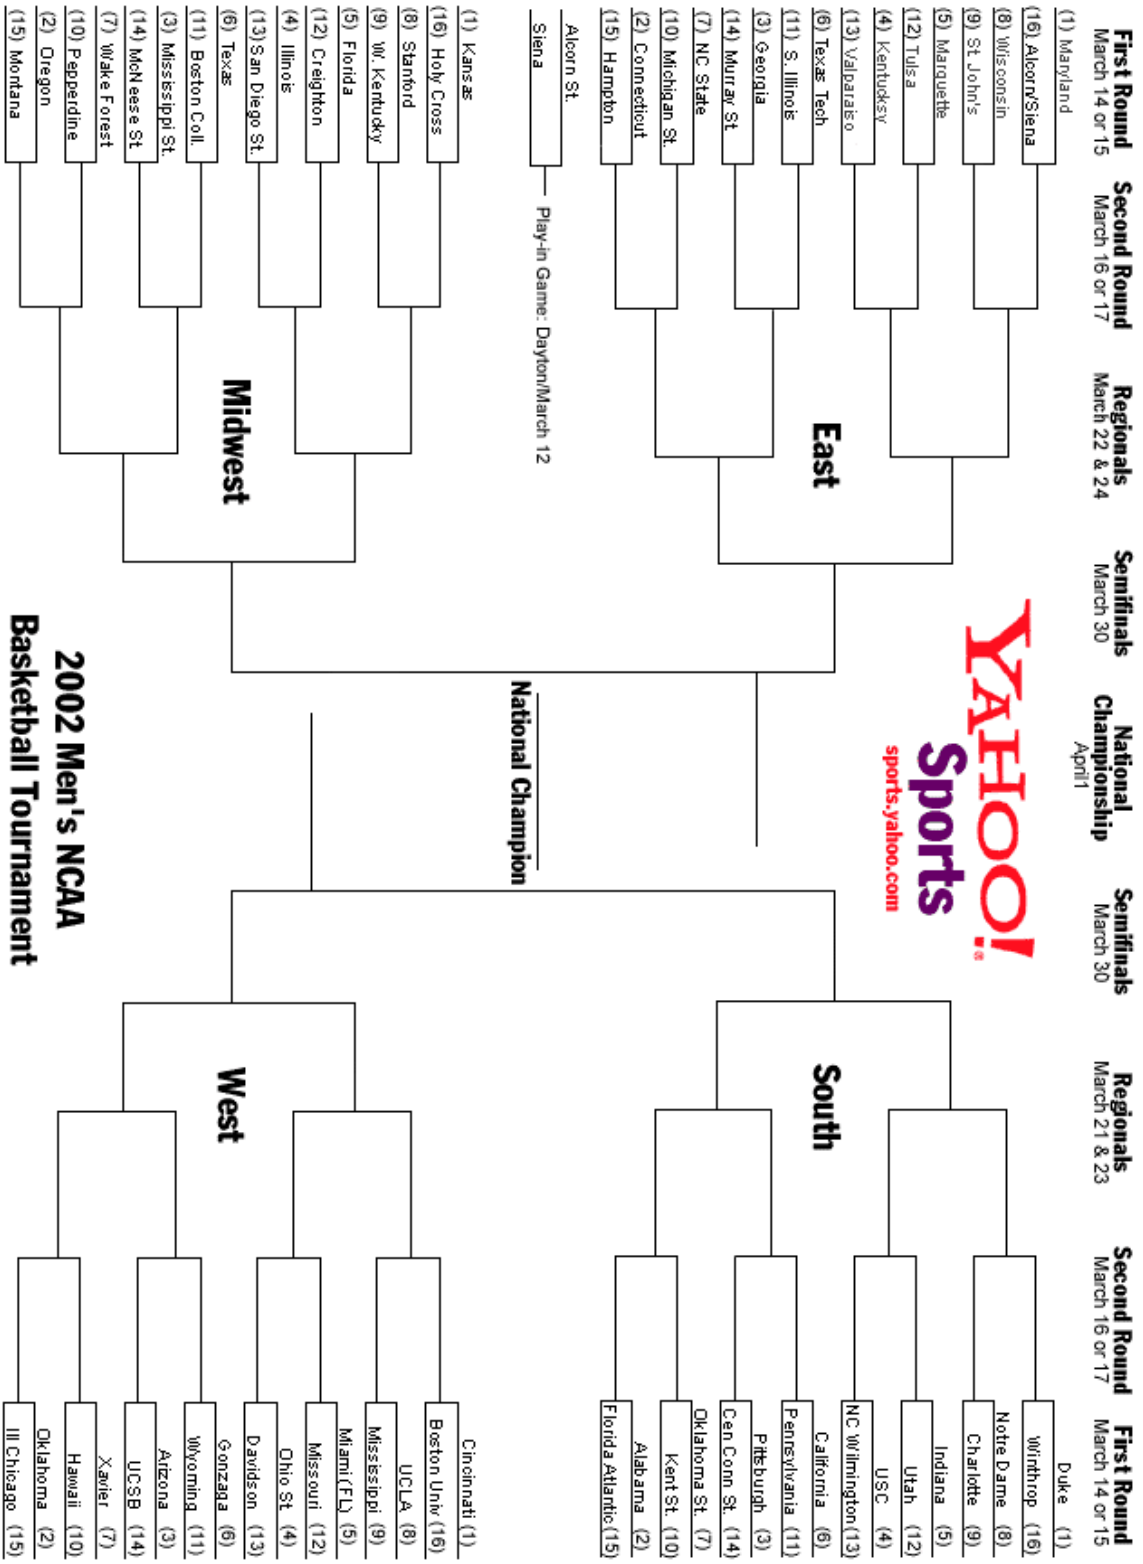 First Round
March 14 or 15
Second Round
March 16 or 17
Regionals
March 22 & 24
Semifinals
March 30
National
Championship
April1
Semifinals
March 30
Regionals
March 21 & 23
Second Round
March 16 or 17
First Round
March 14 or 15
(1) Maryland
(16) Alcorn/Siena
(8) Wisconsin
(9) St. John's
(5) Marquette
(12) Tulsa
(4) Kentucksy
(13) Valparaiso
(6) Texas Tech
(11) S. Illinois
(3) Georgia
(14) Murray St.
(7) NC State
(10) Michigan St.
(2) Connecticut
(15) Hampton
East
YAHOO!®
Sports
sports.yahoo.com
South
Duke (1)
Winthrop (16)
Notre Dame (8)
Charlotte (9)
Indiana (5)
Utah (12)
USC (4)
NC Wilmington (13)
California (6)
Pennsylvania (11)
Pittsburgh (3)
Cen Conn St. (14)
Oklahoma St. (7)
Kent St. (10)
Alabama (2)
Florida Atlantic (15)
Alcorn St.
Siena
Play-in Game: Dayton/March 12
National Champion
(1) Kansas
(16) Holy Cross
(8) Stanford
(9) W. Kentucky
(5) Florida
(12) Creighton
(4) Illinois
(13) San Diego St.
(6) Texas
(11) Boston Coll.
(3) Mississippi St.
(14) McNeese St.
(7) Wake Forest
(10) Pepperdine
(2) Oregon
(15) Montana
Midwest
West
Cincinnati (1)
Boston Univ (16)
UCLA (8)
Mississippi (9)
Miami (FL) (5)
Missouri (12)
Ohio St. (4)
Davidson (13)
Gonzaga (6)
Wyoming (11)
Arizona (3)
UCSB (14)
Xavier (7)
Hawaii (10)
Oklahoma (2)
Ill Chicago (15)
2002 Men's NCAA
Basketball Tournament